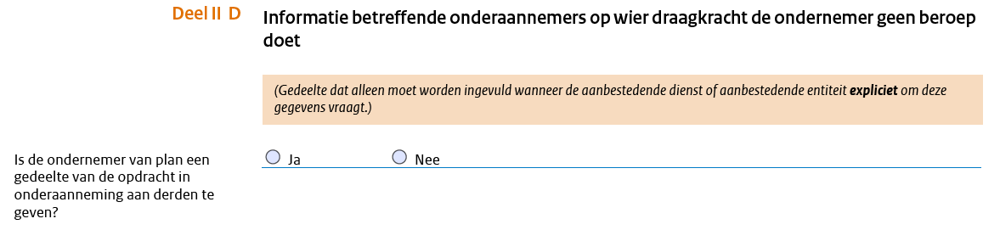 Deel II D
Informatie betreffende onderaannemers op wier draagkracht de ondernemer geen beroep
doet
(Gedeelte dat alleen moet worden ingevuld wanneer de aanbestedende dienst of aanbestedende entiteit expliciet om deze
gegevens vraagt.)
Is de ondernemer van plan een
gedeelte van de opdracht in
onderaanneming aan derden te
geven?
Ja
Nee